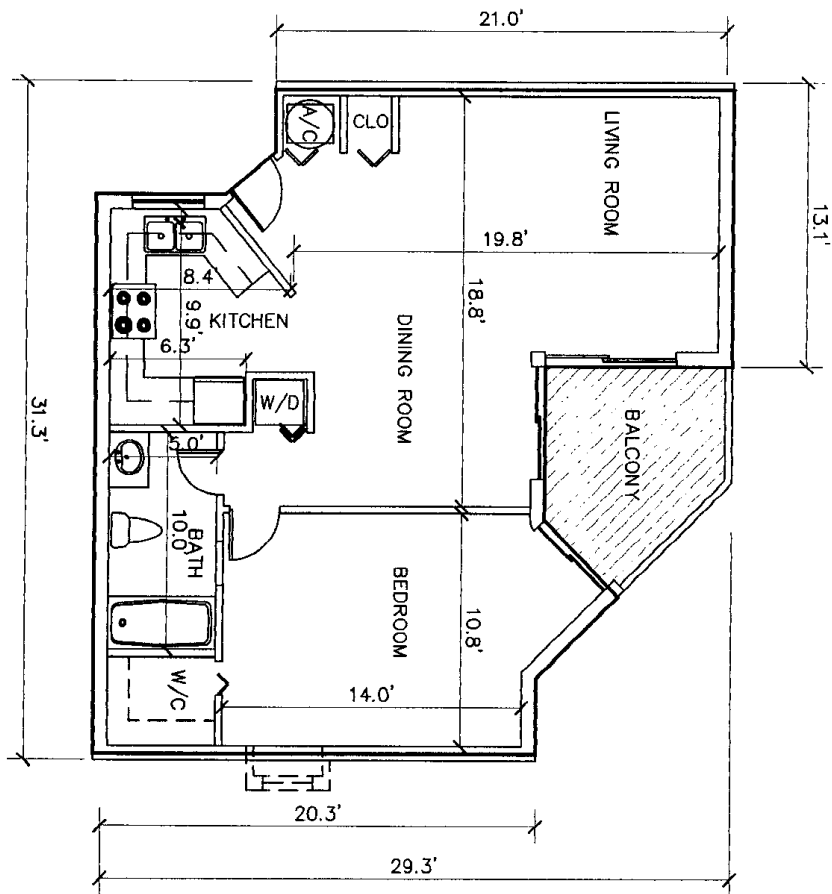 21.0'
A/C
CLO
LIVING ROOM
13.1'
19.8'
18.8'
8.4'
9.9'
KITCHEN
6.3'
DINING ROOM
W/D
31.3'
BALCONY
5.0'
BATH
10.0'
BEDROOM
10.8'
W/C
14.0'
20.3'
29.3'